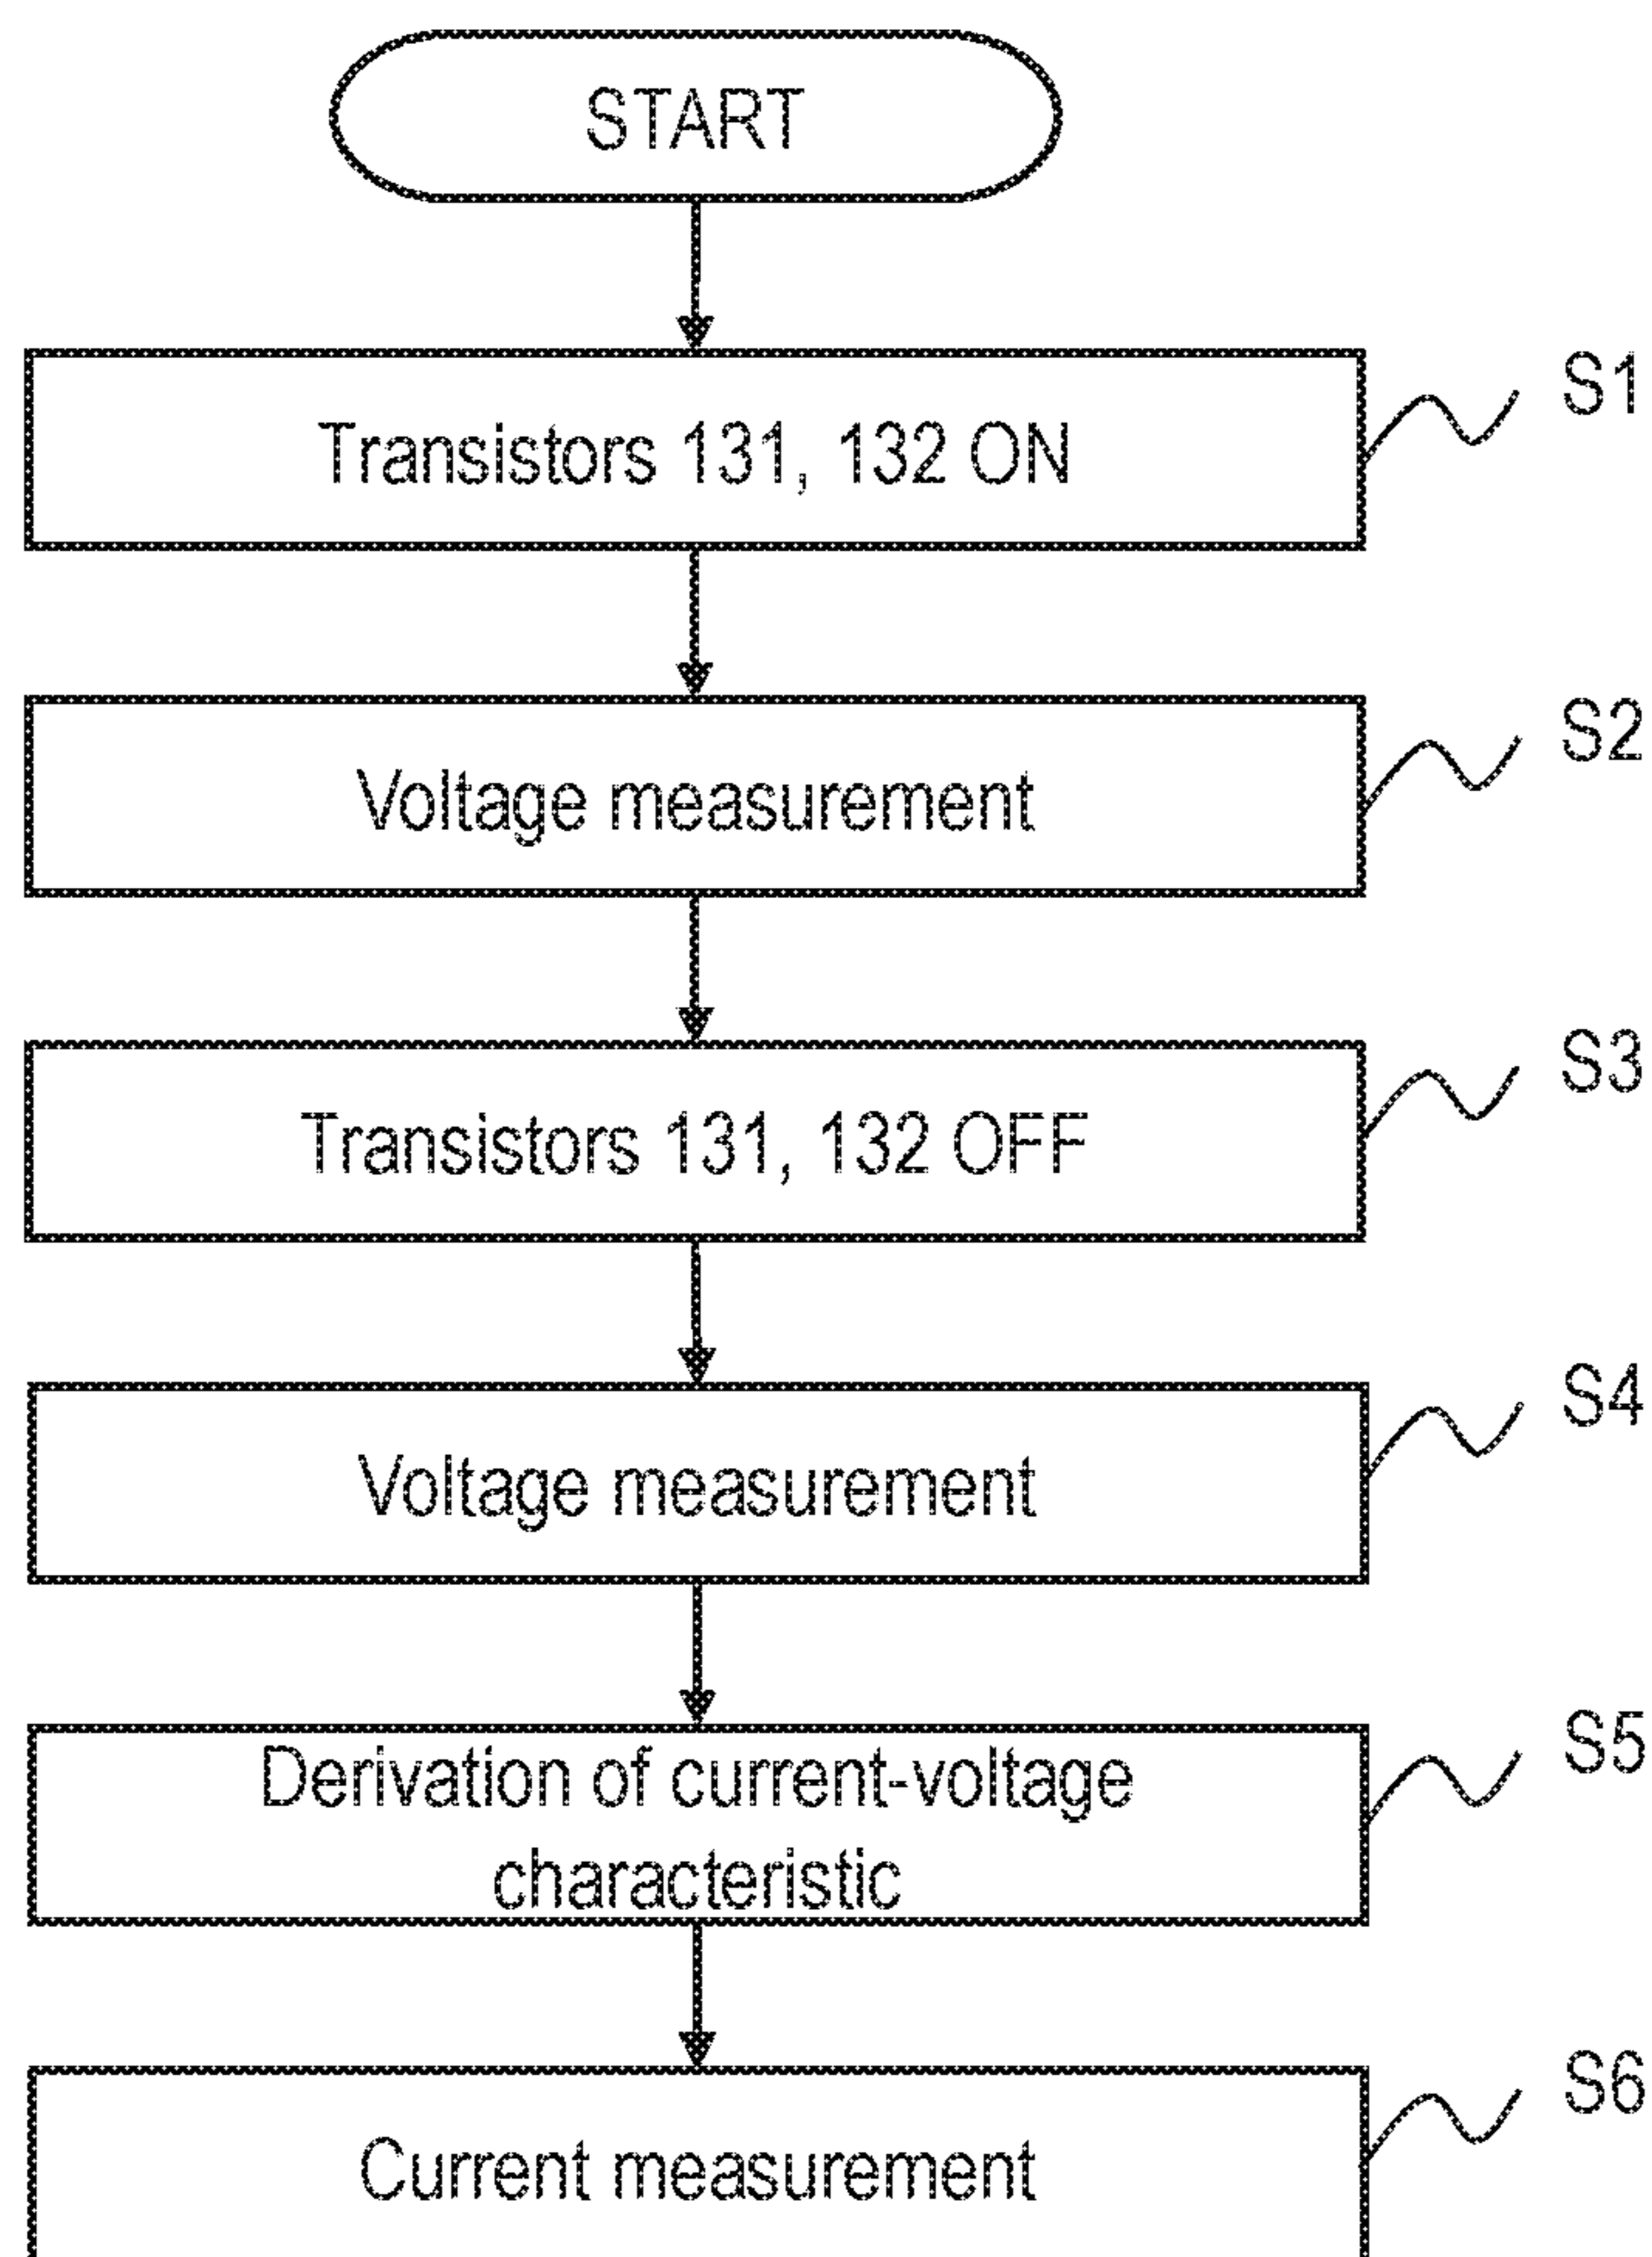 START
Transistors 131, 132 ON
S1
Voltage measurement
S2
Transistors 131, 132 OFF
S3
Voltage measurement
S4
Derivation of current-voltage
characteristic
S5
Current measurement
S6